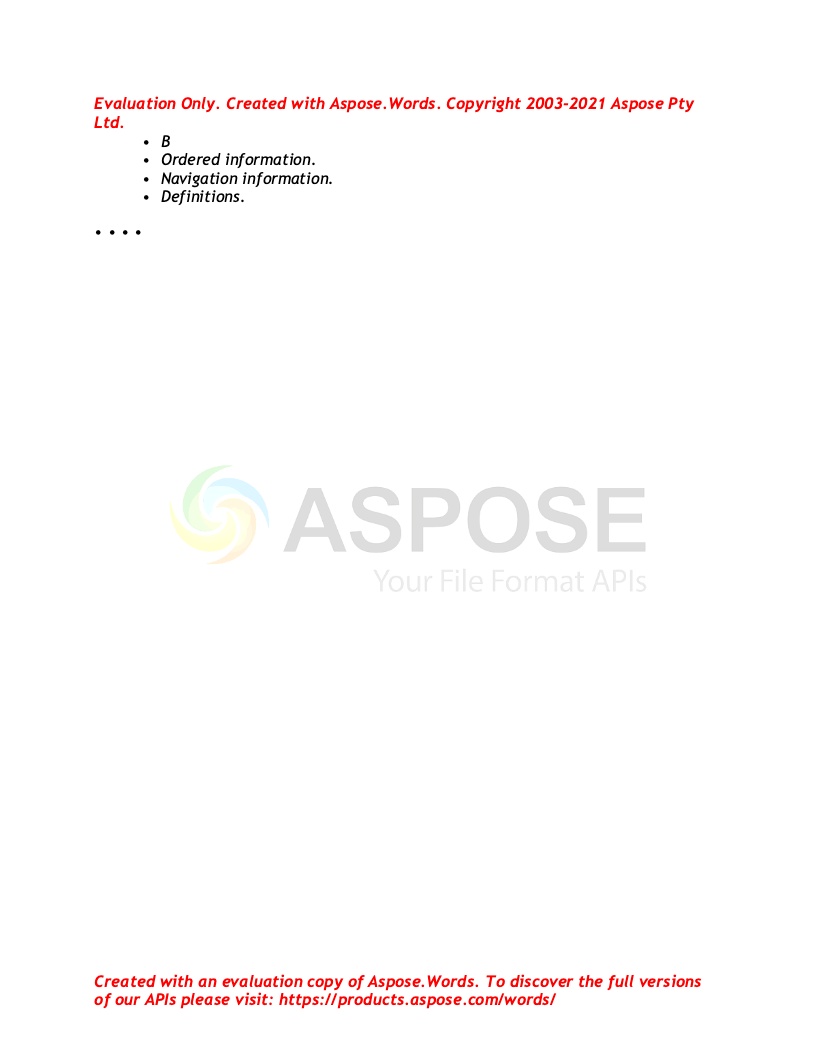 Evaluation Only. Created with Aspose.Words. Copyright 2003-2021 Aspose Pty
Ltd.
• B
• Ordered information.
• Navigation information.
• Definitions.
• • • •
ASPOSE
Your File Format APIs
Created with an evaluation copy of Aspose.Words. To discover the full versions
of our APIs please visit: https://products.aspose.com/words/